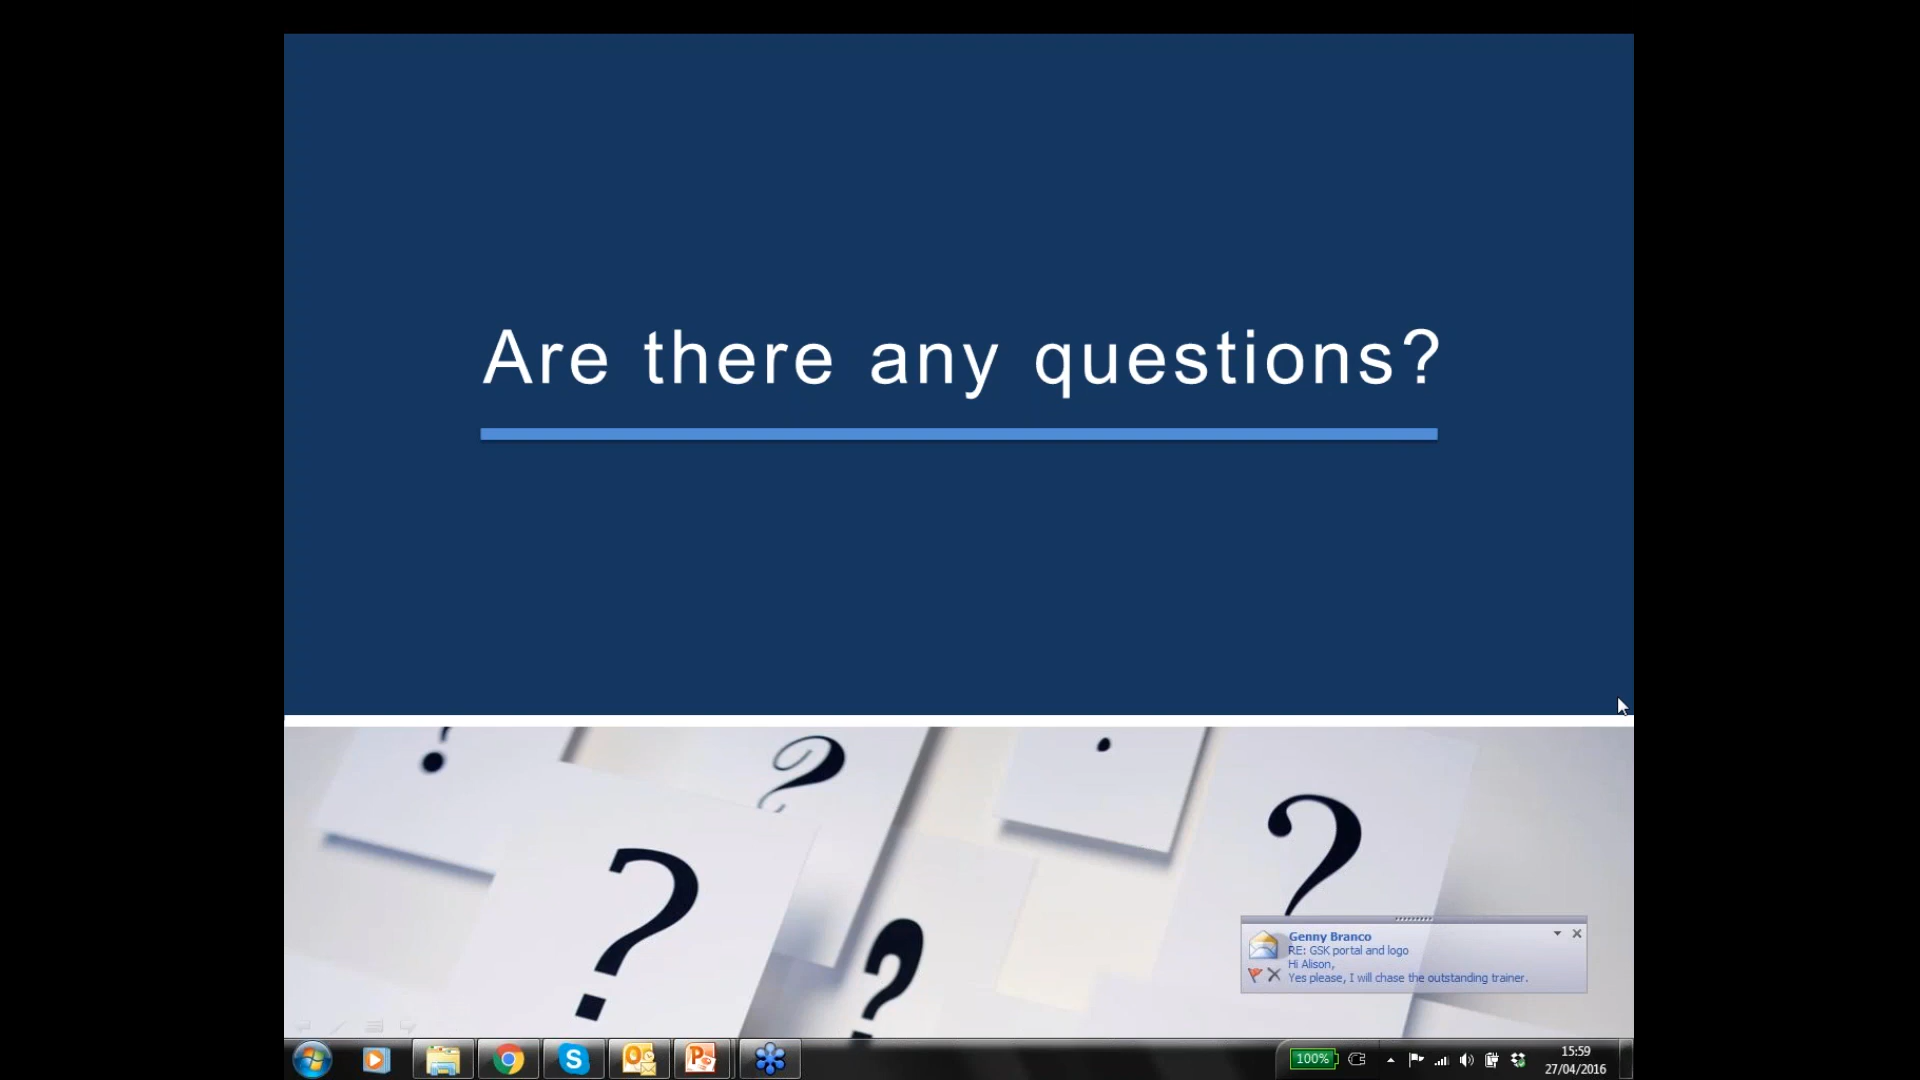 Are there any questions?
?
?
?
?
Genny Branco
RE: GSK portal and logo
Hi Alison,
Yes please, I will chase the outstanding trainer.
100%
15:59
27/04/2016